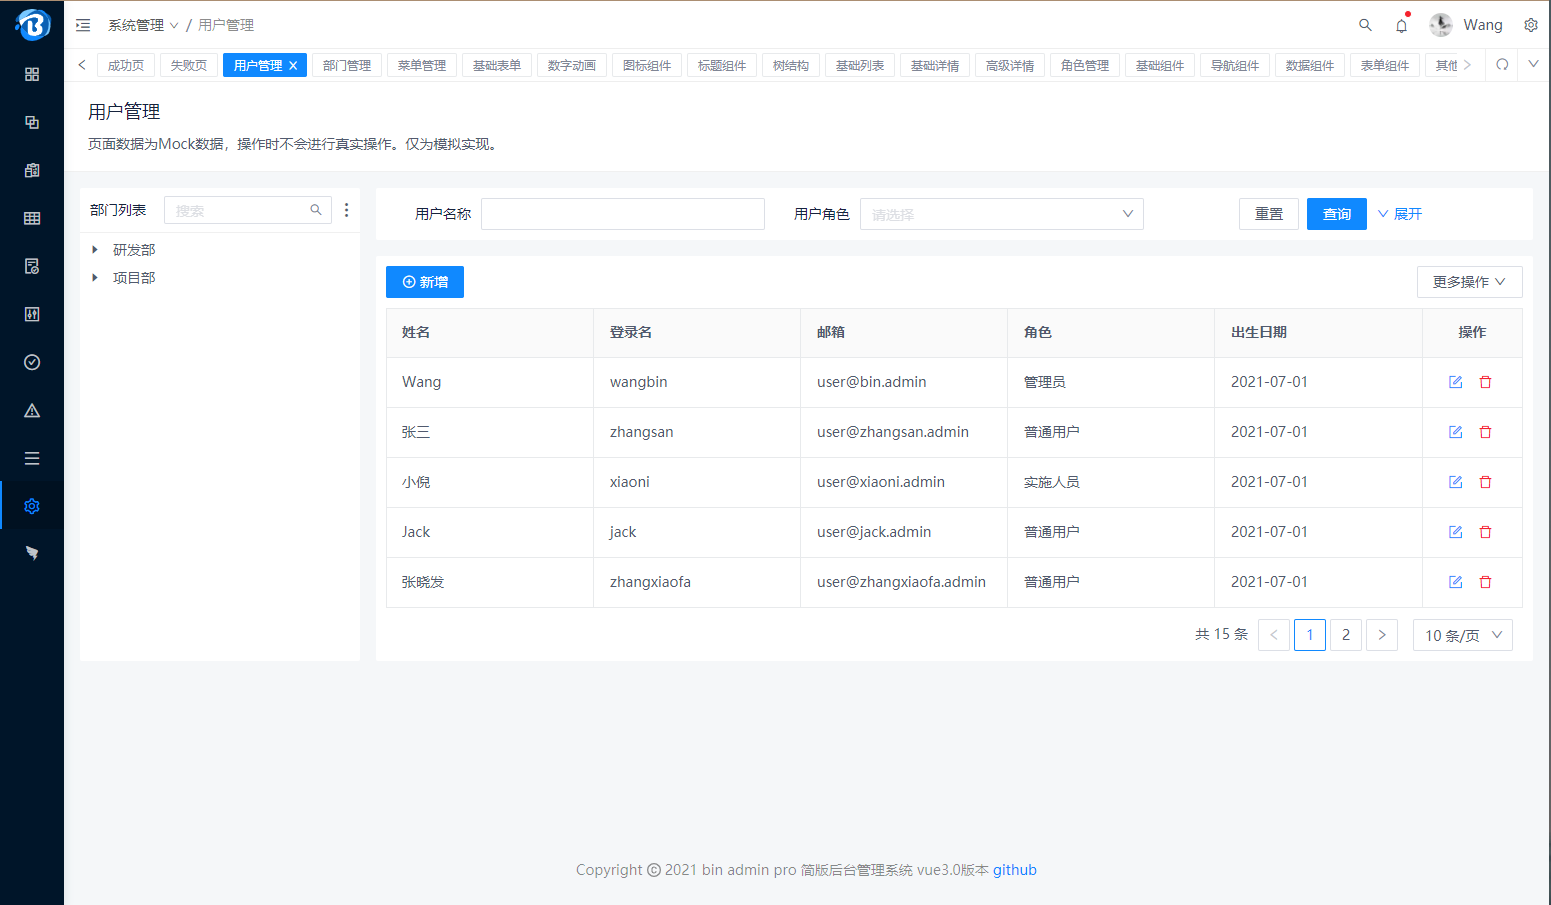 系统管理 / 用户管理
Wang
成功页 失败页 用户管理 部门管理 菜单管理 基础表单 数字动画 图标组件 标题组件 树结构 基础列表 基础详情 高级详情 角色管理 基础组件 导航组件 数据组件 表单组件 其他
用户管理
页面数据为Mock数据，操作时不会进行真实操作。仅为模拟实现。
部门列表 搜索
研发部
项目部
用户名称 用户角色 请选择 重置 查询 展开
新增 更多操作
姓名 登录名 邮箱 角色 出生日期 操作
Wang wangbin user@bin.admin 管理员 2021-07-01
张三 zhangsan user@zhangsan.admin 普通用户 2021-07-01
小倪 xiaoni user@xiaoni.admin 实施人员 2021-07-01
Jack jack user@jack.admin 普通用户 2021-07-01
张晓发 zhangxiaofa user@zhangxiaofa.admin 普通用户 2021-07-01
共 15 条 < 1 2 > 10 条/页
Copyright © 2021 bin admin pro 简版后台管理系统 vue3.0版本 github